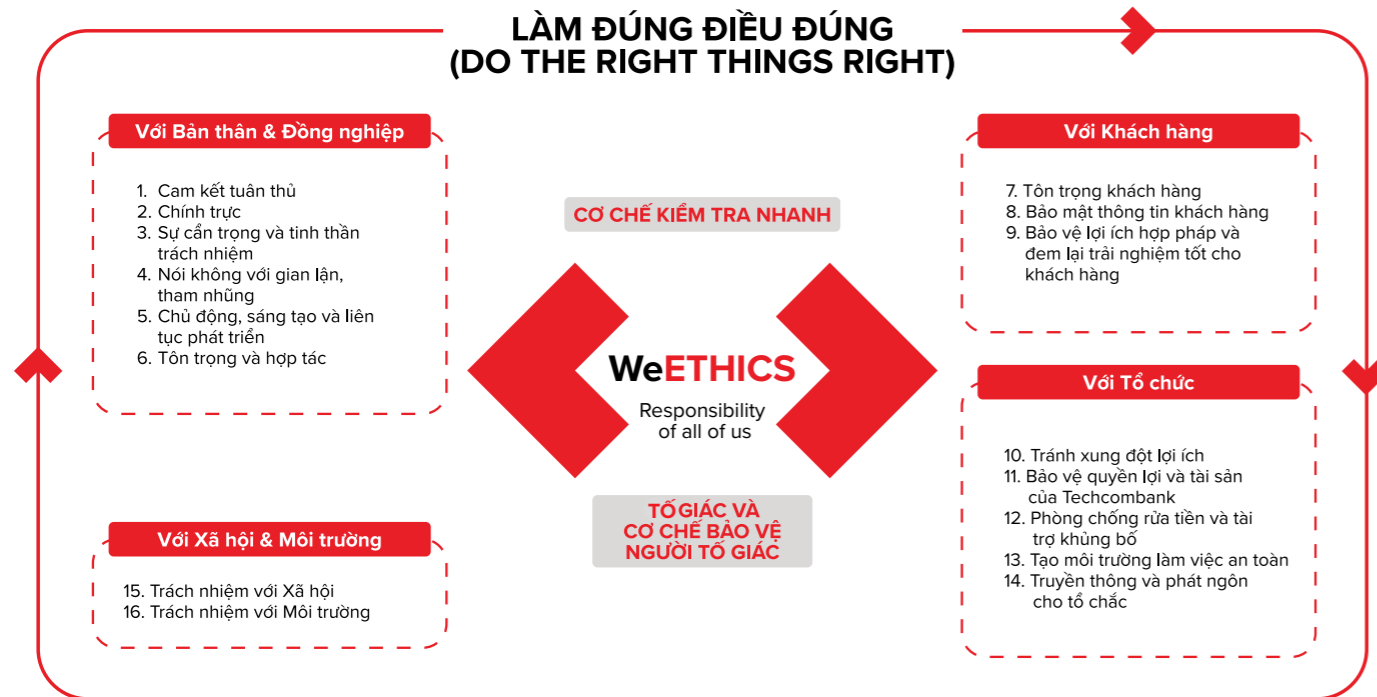 LÀM ĐÚNG ĐIỀU ĐÚNG
(DO THE RIGHT THINGS RIGHT)
Với Bản thân & Đồng nghiệp
1. Cam kết tuân thủ
2. Chính trực
3. Sự cẩn trọng và tinh thần
trách nhiệm
4. Nói không với gian lận,
tham nhũng
5. Chủ động, sáng tạo và liên
tục phát triển
6. Tôn trọng và hợp tác
CƠ CHẾ KIỂM TRA NHANH
WeETHICS
Responsibility
of all of us
TỐ GIÁC VÀ
CƠ CHẾ BẢO VỆ
NGƯỜI TỐ GIÁC
Với Khách hàng
7. Tôn trọng khách hàng
8. Bảo mật thông tin khách hàng
9. Bảo vệ lợi ích hợp pháp và
đem lại trải nghiệm tốt cho
khách hàng
Với Tổ chức
10. Tránh xung đột lợi ích
11. Bảo vệ quyền lợi và tài sản
của Techcombank
12. Phòng chống rửa tiền và tài
trợ khủng bố
13. Tạo môi trường làm việc an toàn
14. Truyền thông và phát ngôn
cho tổ chắc
Với Xã hội & Môi trường
15. Trách nhiệm với Xã hội
16. Trách nhiệm với Môi trường